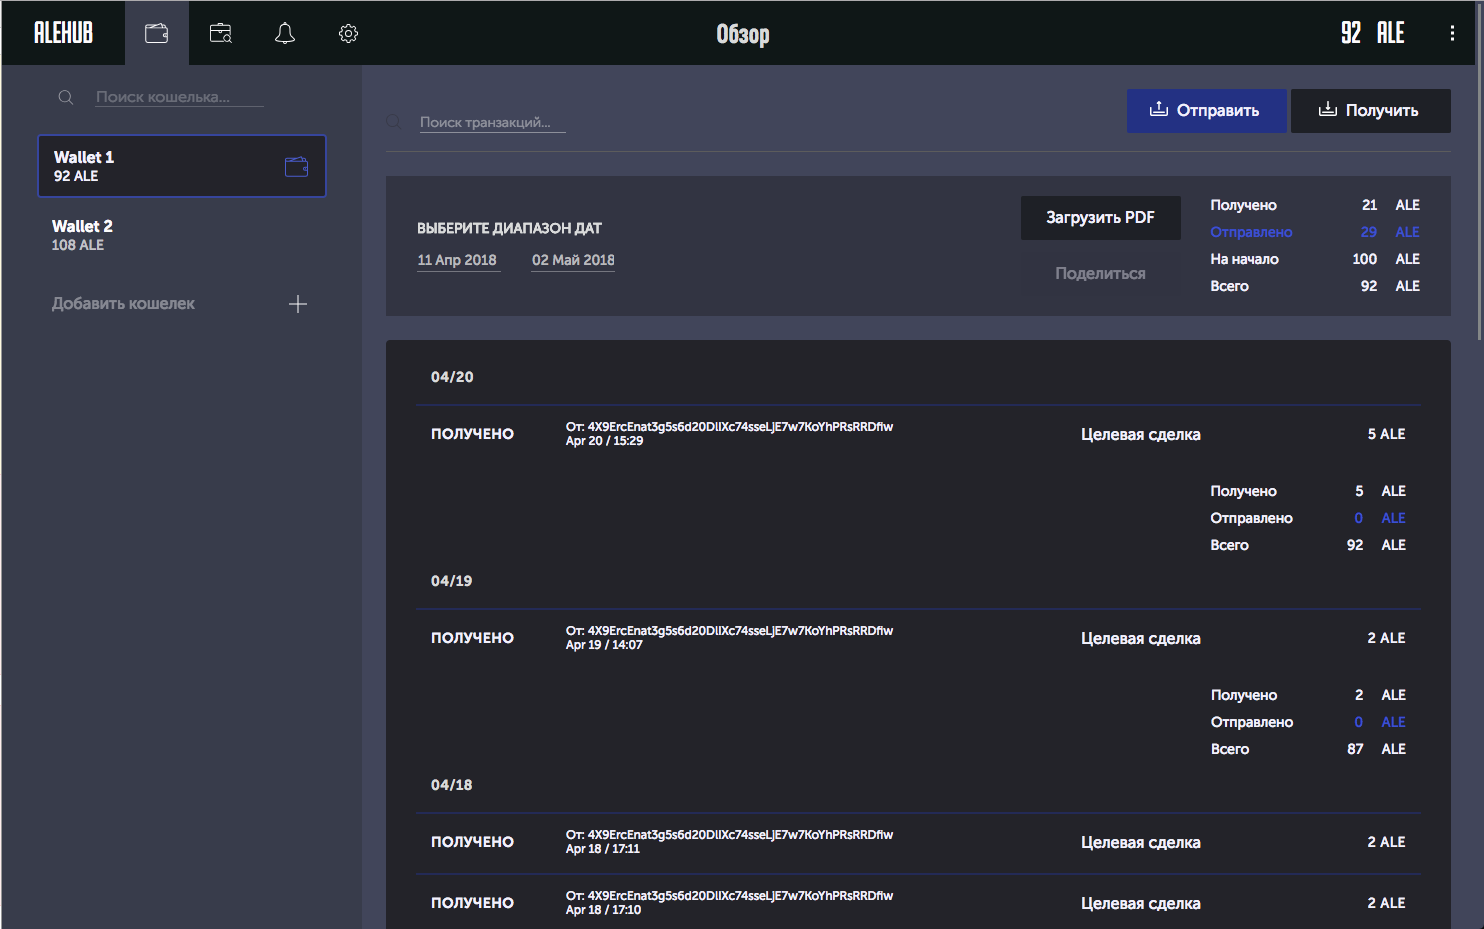 ALEHUB
Обзор
92 ALE
Поиск кошелька...
Wallet 1
92 ALE
Wallet 2
108 ALE
Добавить кошелек
Поиск транзакций...
Отправить
Получить
ВЫБЕРИТЕ ДИАПАЗОН ДАТ
11 Апр 2018 02 Май 2018
Загрузить PDF
Поделиться
Получено 21 ALE
Отправлено 29 ALE
На начало 100 ALE
Всего 92 ALE
04/20
ПОЛУЧЕНО
От: 4X9ErcEnat3g5s6d20DlIXc74sseLjE7w7KoYhPRsRRDfiw
Apr 20 / 15:29
Целевая сделка 5 ALE
Получено 5 ALE
Отправлено 0 ALE
Всего 92 ALE
04/19
ПОЛУЧЕНО
От: 4X9ErcEnat3g5s6d20DlIXc74sseLjE7w7KoYhPRsRRDfiw
Apr 19 / 14:07
Целевая сделка 2 ALE
Получено 2 ALE
Отправлено 0 ALE
Всего 87 ALE
04/18
ПОЛУЧЕНО
От: 4X9ErcEnat3g5s6d20DlIXc74sseLjE7w7KoYhPRsRRDfiw
Apr 18 / 17:11
Целевая сделка 2 ALE
ПОЛУЧЕНО
От: 4X9ErcEnat3g5s6d20DlIXc74sseLjE7w7KoYhPRsRRDfiw
Apr 18 / 17:10
Целевая сделка 2 ALE